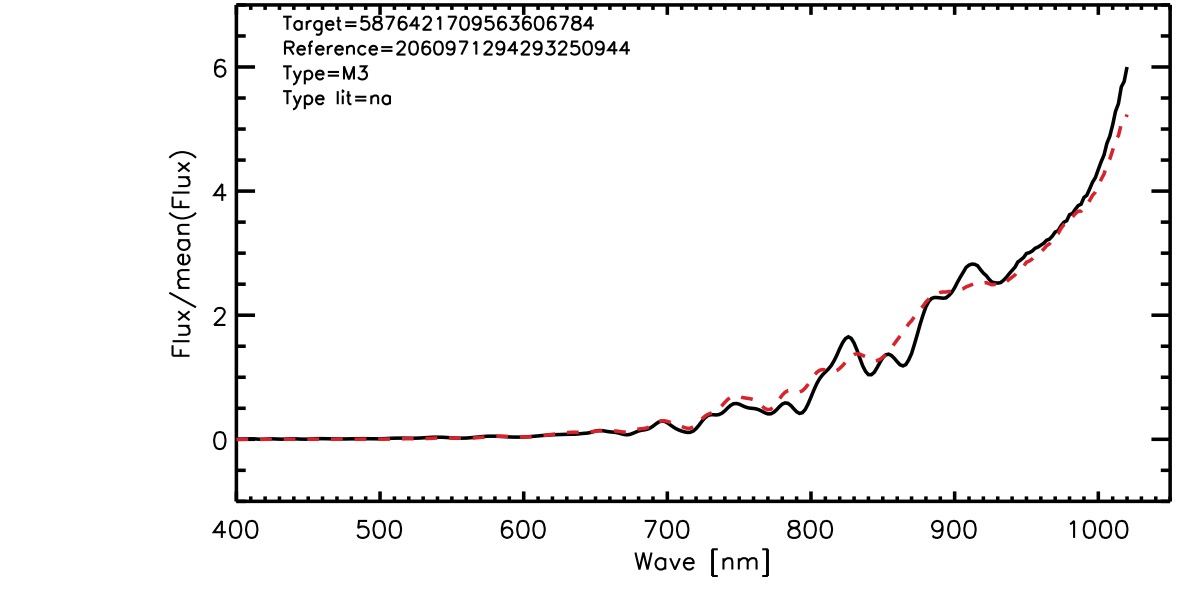 Target=5876421709563606784
Reference=2060971294293250944
Type=M3
Type lit=na
6
4
2
0
Flux/mean(Flux)
400 500 600 700 800 900 1000
Wave [nm]